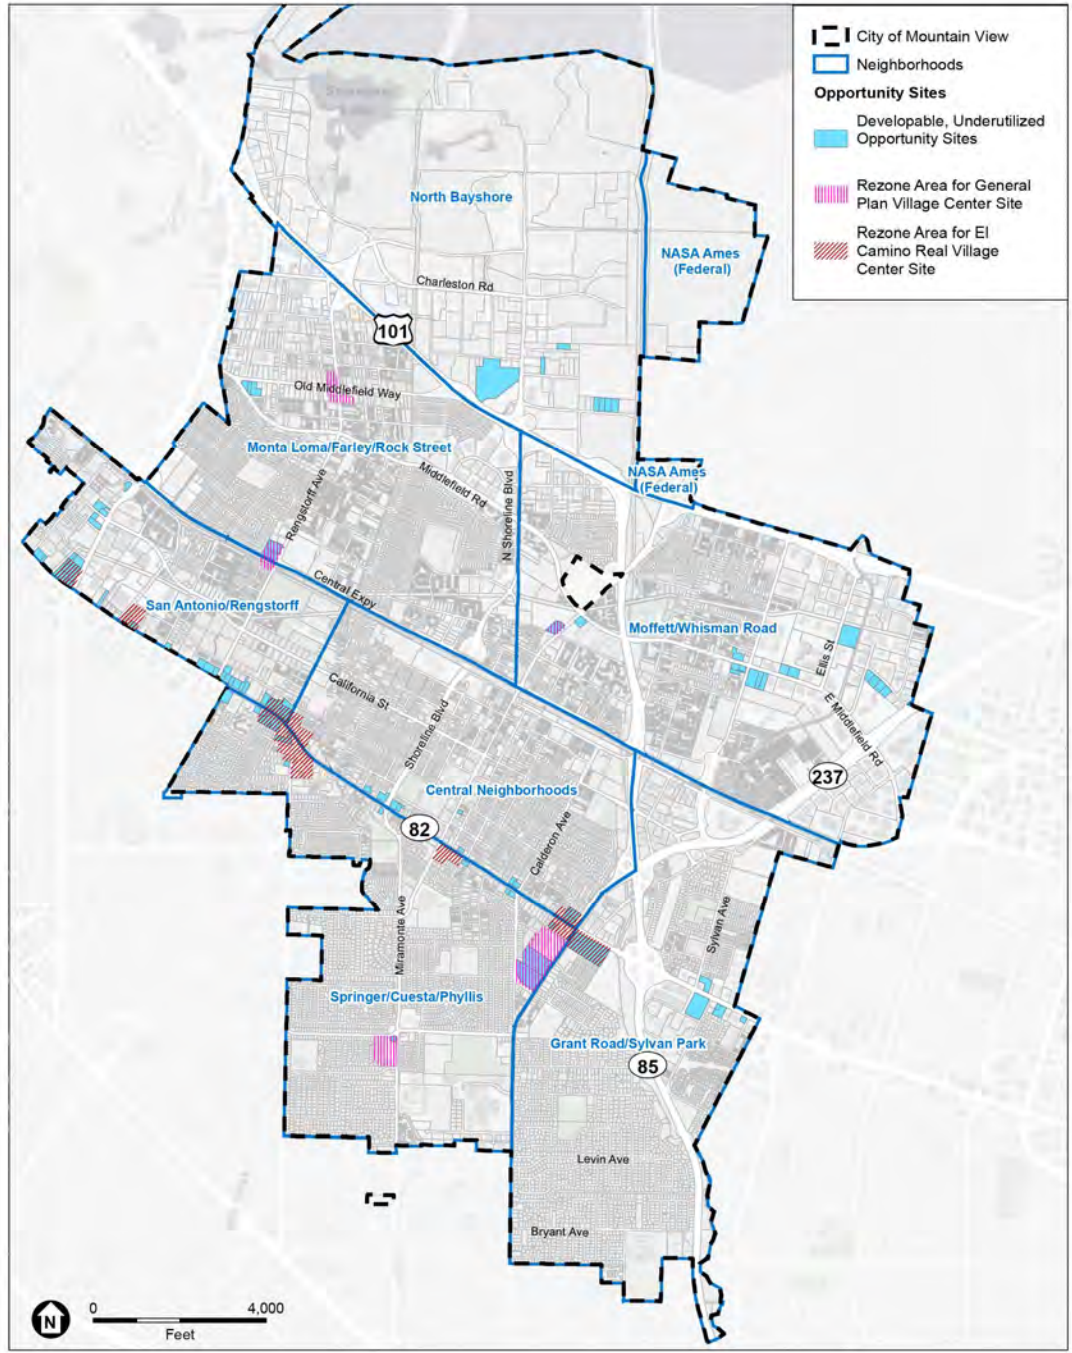 City of Mountain View
Neighborhoods
Opportunity Sites
Developable, Underutilized
Opportunity Sites
Rezone Area for General
Plan Village Center Site
Rezone Area for El
Camino Real Village
Center Site
North Bayshore
NASA Ames
(Federal)
Charleston Rd
101
Old Middlefield Way
Monta Loma/Farley/Rock Street
Middlefield Rd
Rengstorff Ave
N Shoreline Blvd
NASA Ames
(Federal)
Central Expy
San Antonio/Rengstorff
Moffett/Whisman Road
Ellis St
E Middlefield Rd
California St
Shoreline Blvd
237
Central Neighborhoods
82
Calderon Ave
Miramonte Ave
Sylvan Ave
Springer/Cuesta/Phyllis
Grant Road/Sylvan Park
85
Levin Ave
Bryant Ave
N
0 4,000
Feet